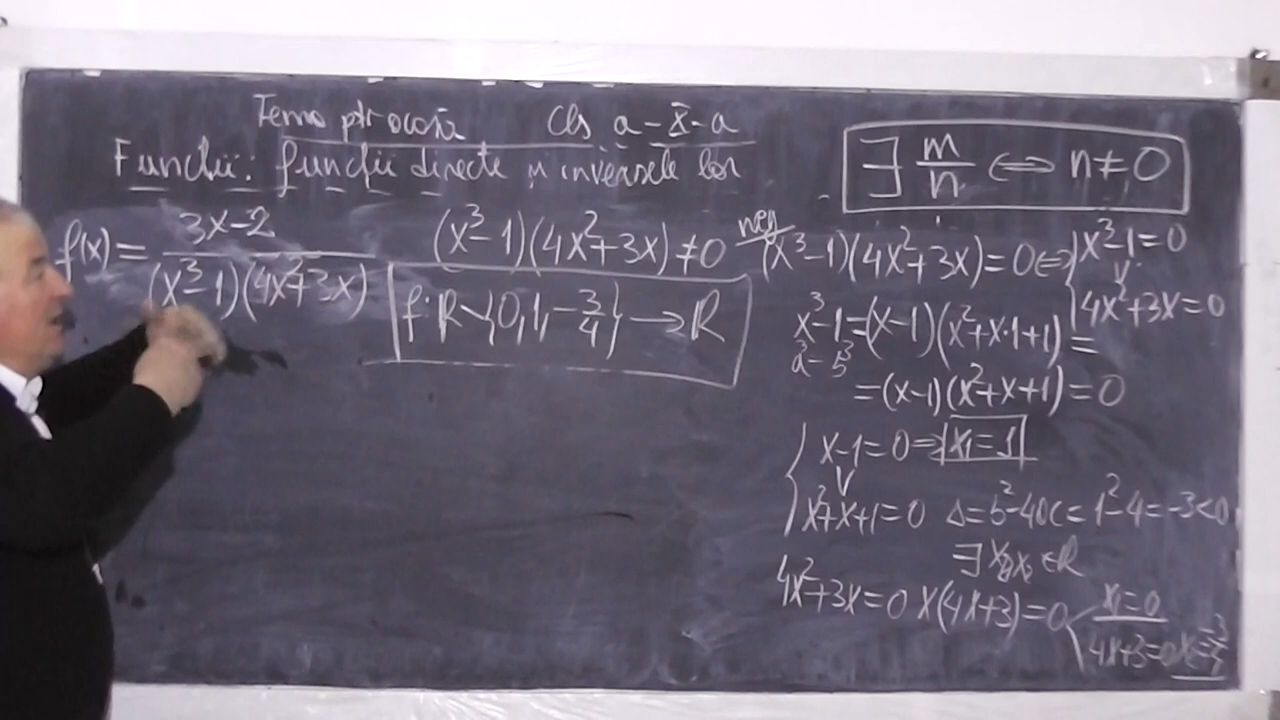 Tema ptr acasă cls a-X-a
Funcții: funcții directe și inversele lor
∃ m/n ⇔ n≠0
f(x)= (3x-2)/((x³-1)(4x²+3x))
(x³-1)(4x²+3x)≠0
f:R∖{0,1,-3/4}→R
neg (x³-1)(4x²+3x)=0⇔{x³-1=0
V
4x²+3x=0
x³-1=(x-1)(x²+x·1+1)=
a³-b³
=(x-1)(x²+x+1)=0
x-1=0⇒x₁=1
V
x²+x+1=0 Δ=b²-4ac=1²-4=-3<0
4x²+3x=0 x(4x+3)=0
x₁=0
4x+3=0 x=-3/4